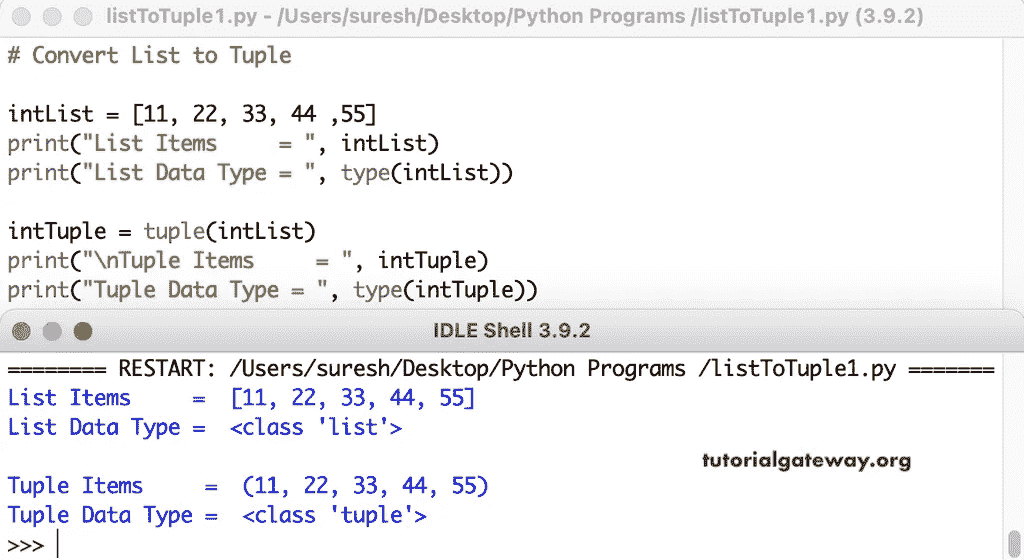 listToTuple1.py - /Users/suresh/Desktop/Python Programs /listToTuple1.py (3.9.2)
# Convert List to Tuple
intList = [11, 22, 33, 44 ,55]
print("List Items     = ", intList)
print("List Data Type = ", type(intList))
intTuple = tuple(intList)
print("\nTuple Items     = ", intTuple)
print("Tuple Data Type = ", type(intTuple))
IDLE Shell 3.9.2
======== RESTART: /Users/suresh/Desktop/Python Programs /listToTuple1.py =======
List Items     =  [11, 22, 33, 44, 55]
List Data Type =  <class 'list'>
tutorialgateway.org
Tuple Items     =  (11, 22, 33, 44, 55)
Tuple Data Type =  <class 'tuple'>
>>>